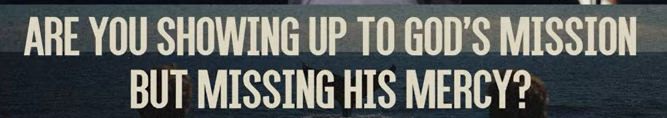 ARE YOU SHOWING UP TO GOD'S MISSION
BUT MISSING HIS MERCY?